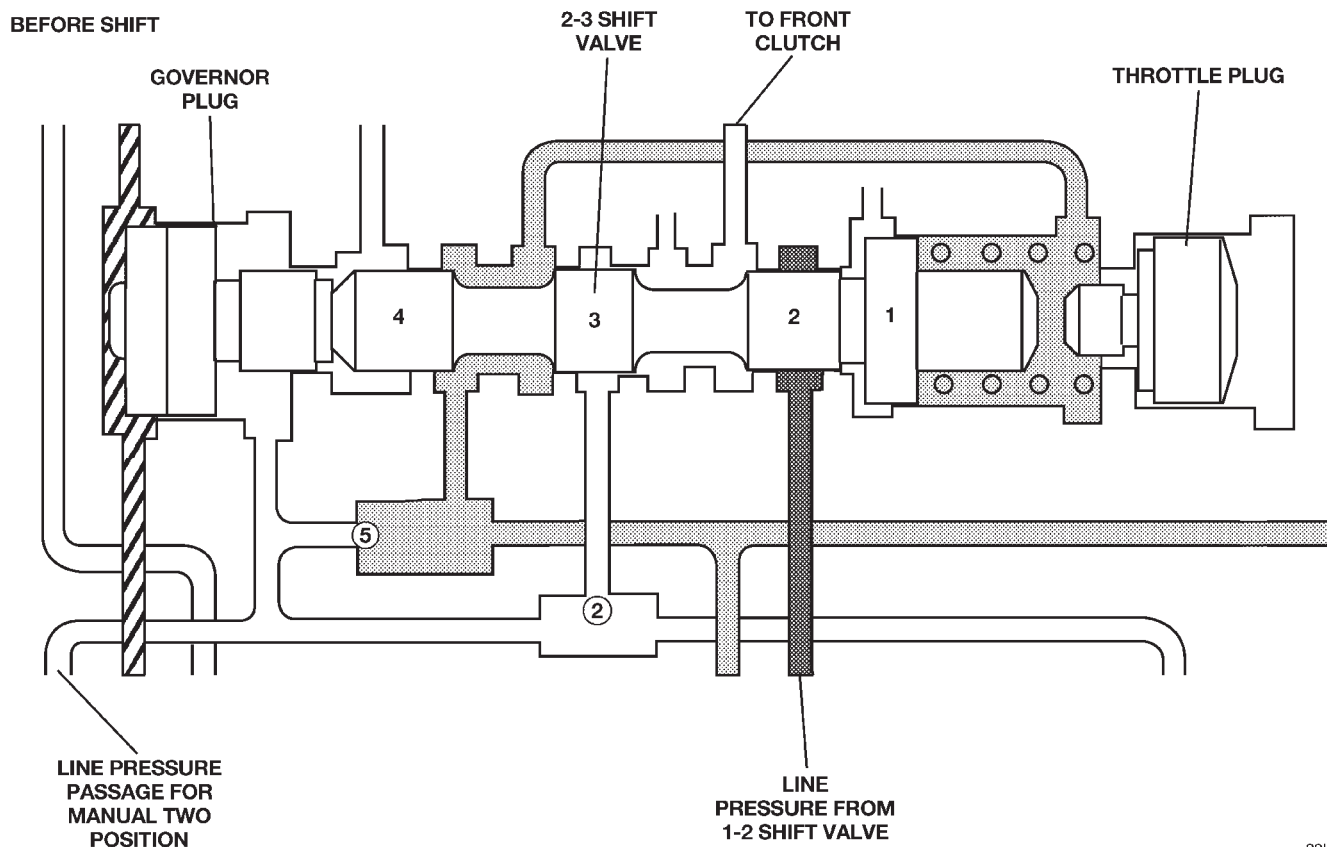 BEFORE SHIFT
2-3 SHIFT
VALVE
TO FRONT
CLUTCH
GOVERNOR
PLUG
THROTTLE PLUG
4
3
2
1
5
2
LINE PRESSURE
PASSAGE FOR
MANUAL TWO
POSITION
LINE
PRESSURE FROM
1-2 SHIFT VALVE